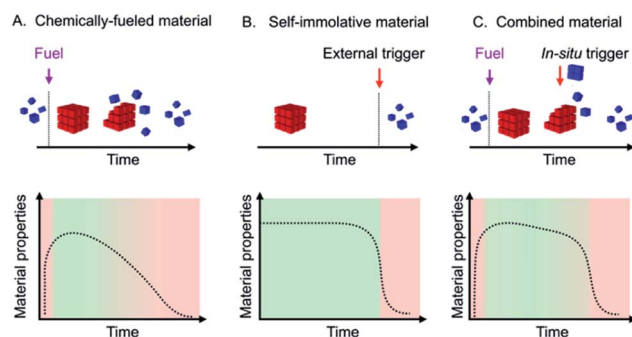 A. Chemically-fueled material
Fuel
Time
Material properties
Time
B. Self-immolative material
External trigger
Time
Material properties
Time
C. Combined material
Fuel
In-situ trigger
Time
Material properties
Time